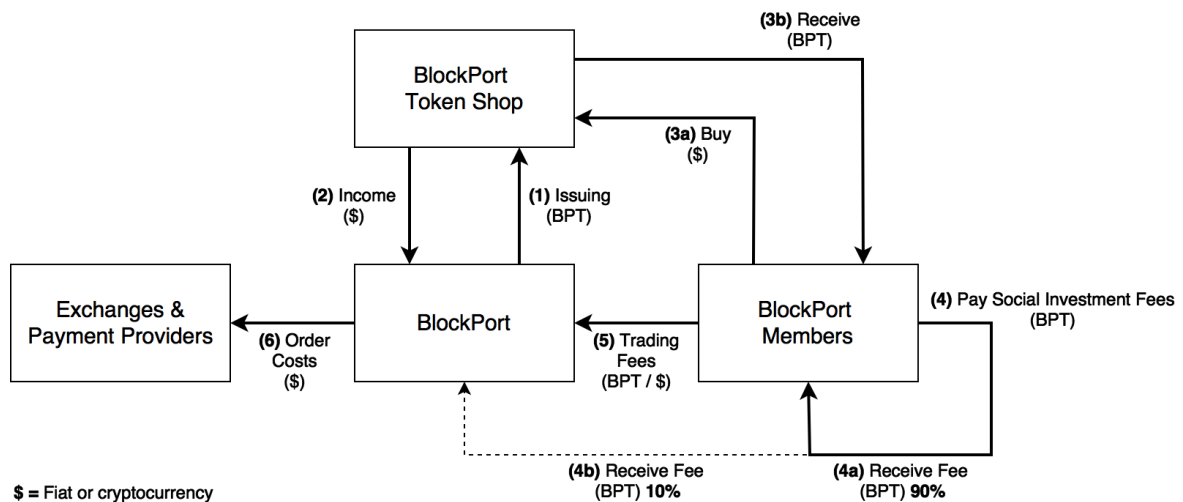 (3b) Receive
(BPT)
BlockPort
Token Shop
(3a) Buy
($)
(2) Income
($)
(1) Issuing
(BPT)
Exchanges &
Payment Providers
BlockPort
BlockPort
Members
(4) Pay Social Investment Fees
(BPT)
(6) Order
Costs
($)
(5) Trading
Fees
(BPT / $)
(4b) Receive Fee
(BPT) 10%
(4a) Receive Fee
(BPT) 90%
$ = Fiat or cryptocurrency